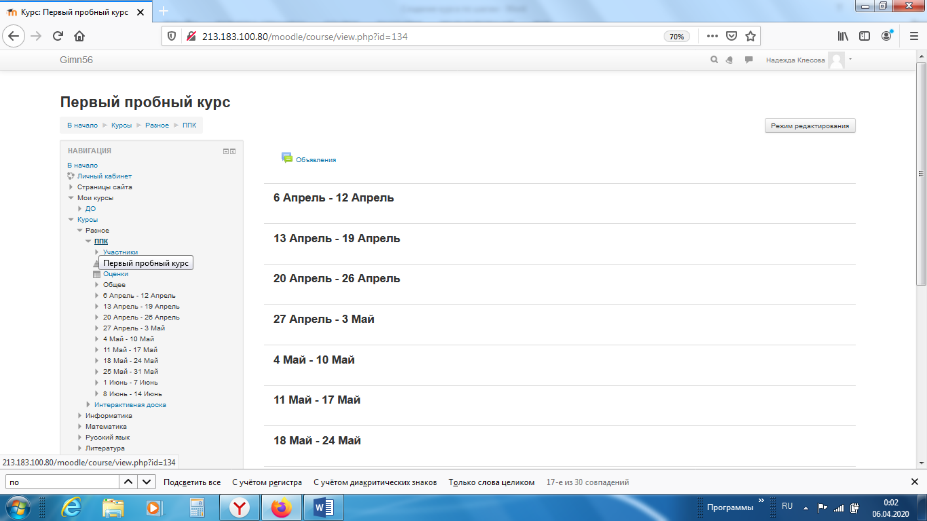 Курс: Первый пробный курс
213.183.100.80/moodle/course/view.php?id=134
70%
Gimn56
Надежда Клесова
Первый пробный курс
В начало
Курсы
Разное
ППК
Режим редактирования
НАВИГАЦИЯ
В начало
Личный кабинет
Страницы сайта
Мои курсы
ДО
Курсы
Разное
ППК
Участники
Первый пробный курс
Оценки
Общее
6 Апрель - 12 Апрель
13 Апрель - 19 Апрель
20 Апрель - 26 Апрель
27 Апрель - 3 Май
4 Май - 10 Май
11 Май - 17 Май
18 Май - 24 Май
25 Май - 31 Май
1 Июнь - 7 Июнь
8 Июнь - 14 Июнь
Интерактивная доска
Информатика
Математика
Русский язык
Литература
Объявления
6 Апрель - 12 Апрель
13 Апрель - 19 Апрель
20 Апрель - 26 Апрель
27 Апрель - 3 Май
4 Май - 10 Май
11 Май - 17 Май
18 Май - 24 Май
213.183.100.80/moodle/course/view.php?id=134
по
Подсветить все
С учётом регистра
С учётом диакритических знаков
Только слова целиком
17-е из 30 совпадений
Программы
RU
0:02
06.04.2020